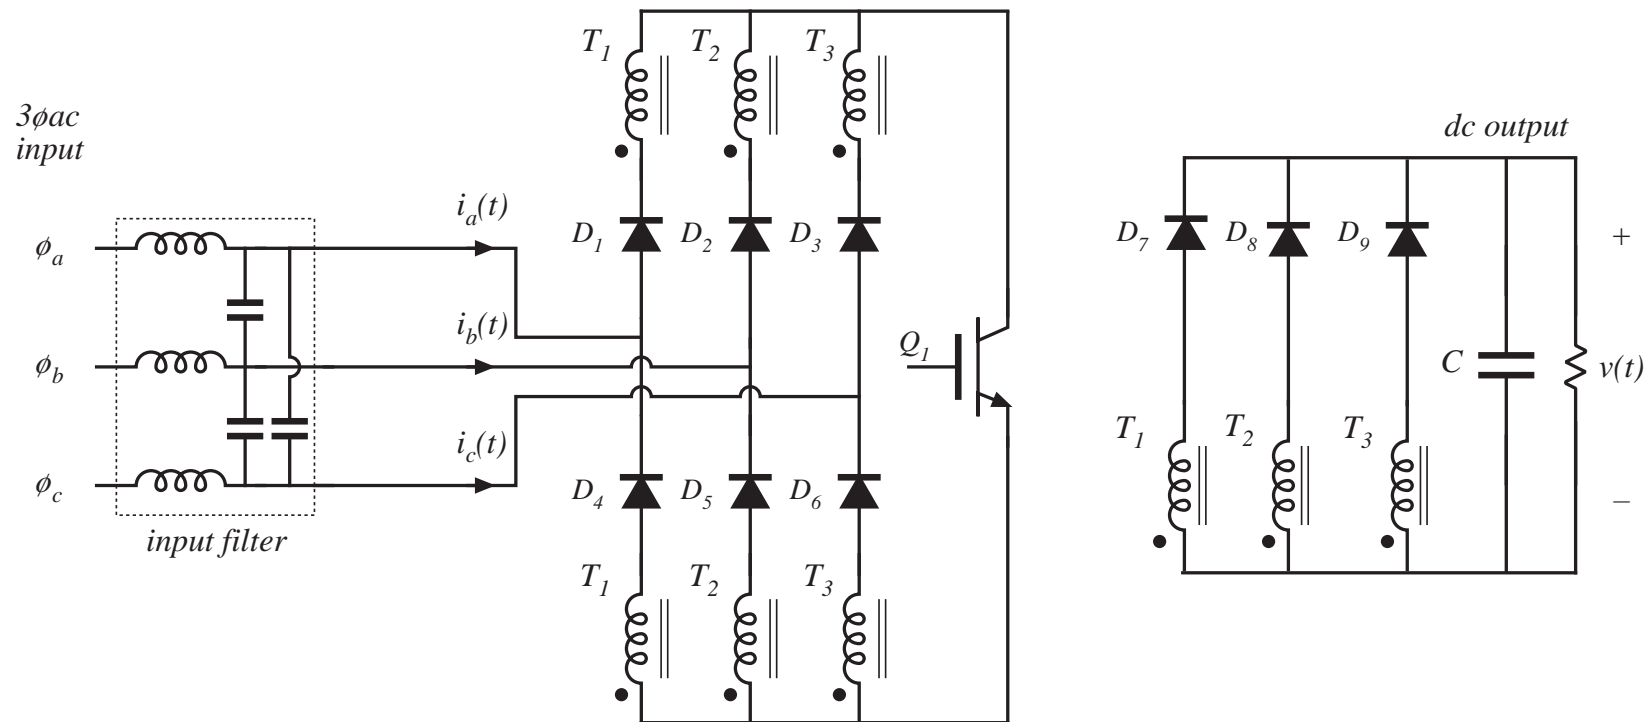 3ϕac
input
ϕa
ϕb
ϕc
input filter
ia(t)
ib(t)
ic(t)
T1
T2
T3
D1
D2
D3
D4
D5
D6
T1
T2
T3
Q1
dc output
D7
D8
D9
T1
T2
T3
C
+
v(t)
–